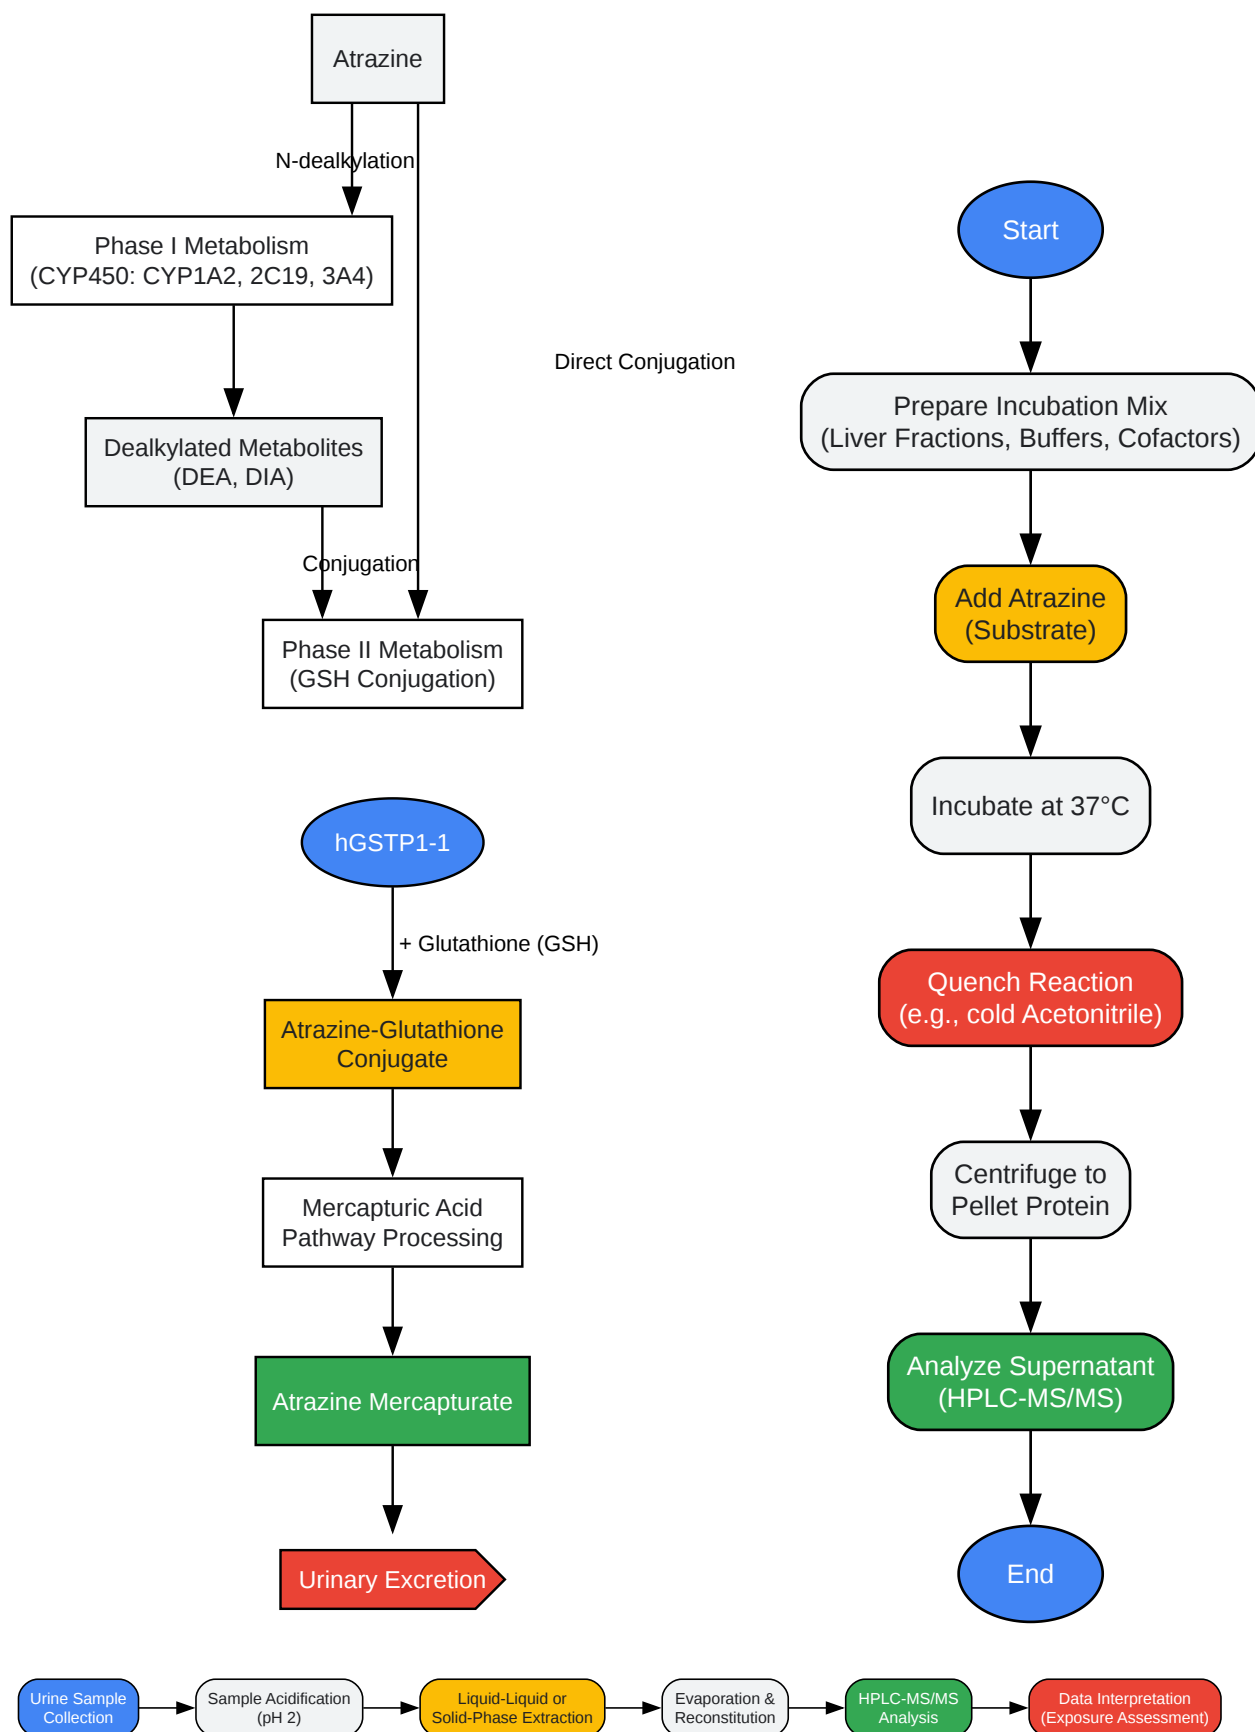 Atrazine
N-dealkylation
Phase I Metabolism
(CYP450: CYP1A2, 2C19, 3A4)
Direct Conjugation
Dealkylated Metabolites
(DEA, DIA)
Conjugation
Phase II Metabolism
(GSH Conjugation)
hGSTP1-1
+ Glutathione (GSH)
Atrazine-Glutathione
Conjugate
Mercapturic Acid
Pathway Processing
Atrazine Mercapturate
Urinary Excretion
Start
Prepare Incubation Mix
(Liver Fractions, Buffers, Cofactors)
Add Atrazine
(Substrate)
Incubate at 37°C
Quench Reaction
(e.g., cold Acetonitrile)
Centrifuge to
Pellet Protein
Analyze Supernatant
(HPLC-MS/MS)
End
Urine Sample
Collection
Sample Acidification
(pH 2)
Liquid-Liquid or
Solid-Phase Extraction
Evaporation &
Reconstitution
HPLC-MS/MS
Analysis
Data Interpretation
(Exposure Assessment)